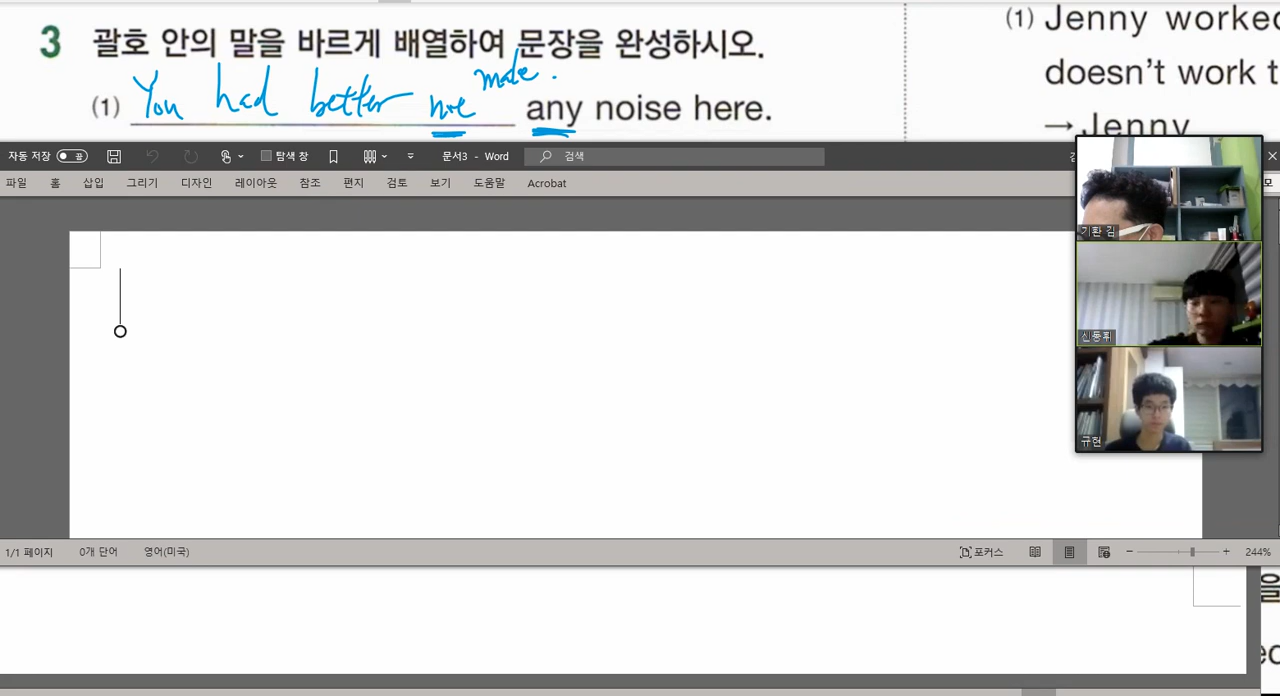 3 괄호 안의 말을 바르게 배열하여 문장을 완성하시오.
make.
(1) You had better not any noise here.
(1) Jenny worked
doesn't work t
→ Jenny
자동 저장 끔 탐색 창 문서3 - Word 검색
파일 홈 삽입 그리기 디자인 레이아웃 참조 편지 검토 보기 도움말 Acrobat
모
기환 김
신동휘
규현
1/1 페이지 0개 단어 영어(미국) 포커스 244%
을
ec